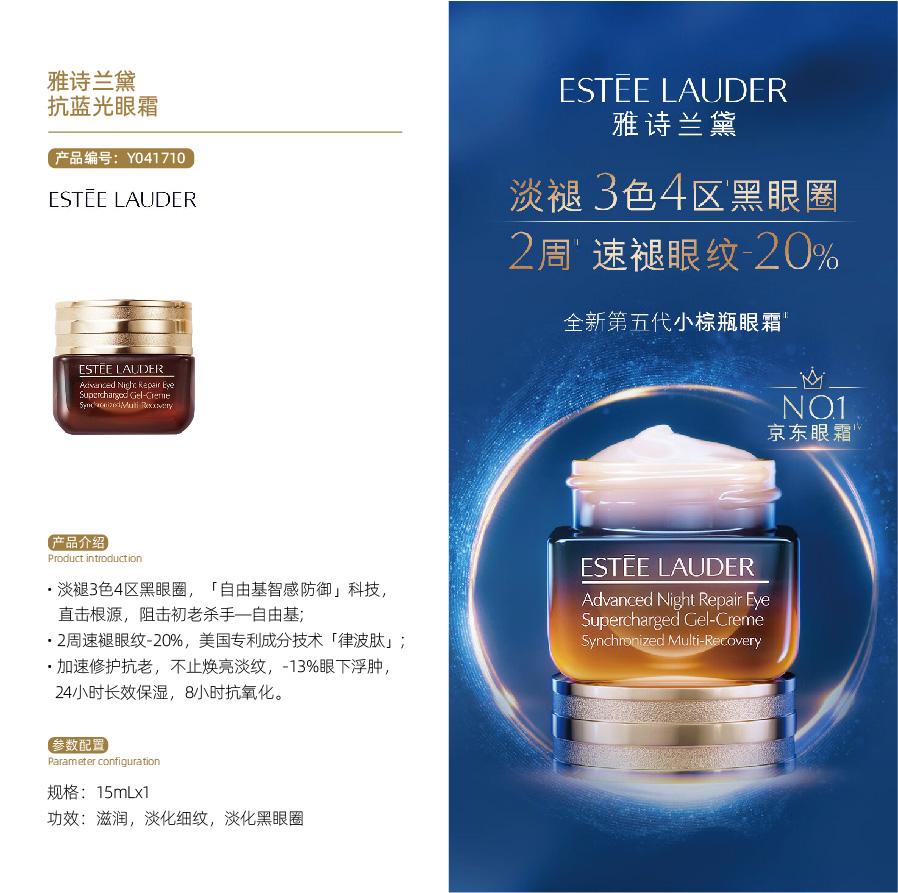 雅诗兰黛
抗蓝光眼霜
产品编号：Y041710
ESTĒE LAUDER
ESTĒE LAUDER
Advanced Night Repair Eye
Supercharged Gel-Creme
Synchronized Multi-Recovery
产品介绍
Product introduction
• 淡褪3色4区黑眼圈，「自由基智感防御」科技，
直击根源，阻击初老杀手—自由基；
• 2周速褪眼纹-20%，美国专利成分技术「律波肽」；
• 加速修护抗老，不止焕亮淡纹，-13%眼下浮肿，
24小时长效保湿，8小时抗氧化。
参数配置
Parameter configuration
规格：15mLx1
功效：滋润，淡化细纹，淡化黑眼圈
ESTĒE LAUDER
雅诗兰黛
淡褪 3色4区I黑眼圈
2周II 速褪眼纹-20%
全新第五代小棕瓶眼霜III
NO.1
京东眼霜IV
ESTĒE LAUDER
Advanced Night Repair Eye
Supercharged Gel-Creme
Synchronized Multi-Recovery